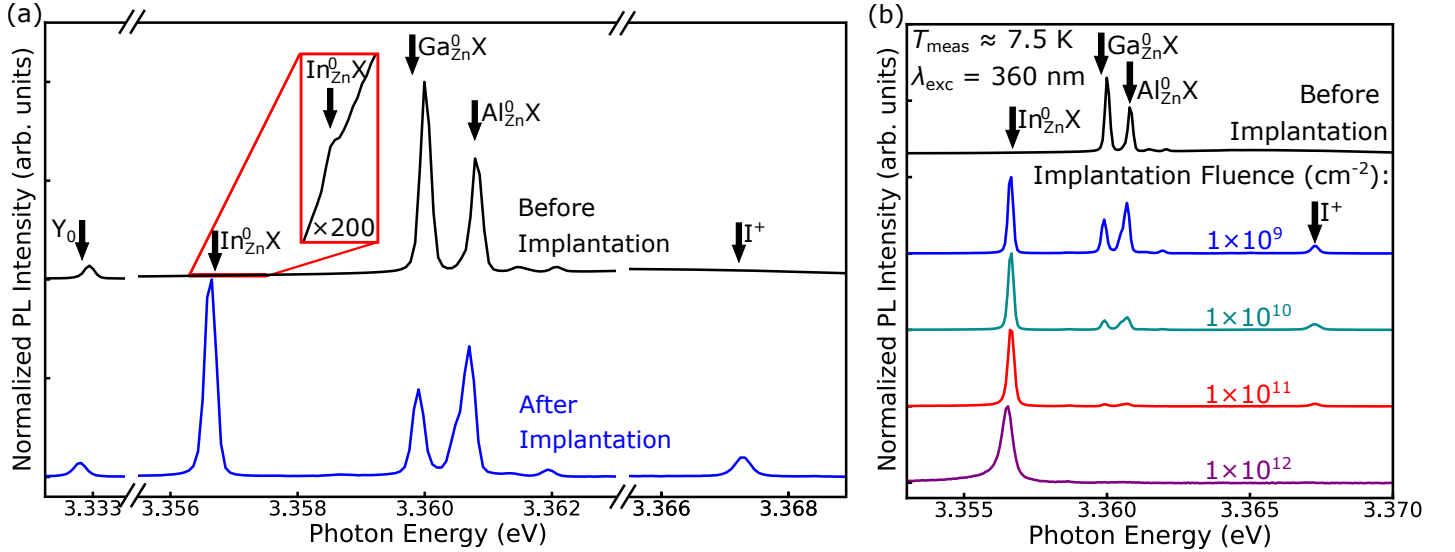 (a)
Normalized PL Intensity (arb. units)
Y₀
In⁰ZnX
In⁰ZnX
×200
Ga⁰ZnX
Al⁰ZnX
I⁺
Before
Implantation
After
Implantation
3.333
3.356
3.358
3.360
3.362
3.366
3.368
Photon Energy (eV)
(b)
Normalized PL Intensity (arb. units)
Tmeas ≈ 7.5 K
λexc = 360 nm
Ga⁰ZnX
Al⁰ZnX
In⁰ZnX
Before
Implantation
Implantation Fluence (cm⁻²):
I⁺
1×10⁹
1×10¹⁰
1×10¹¹
1×10¹²
3.355
3.360
3.365
3.370
Photon Energy (eV)